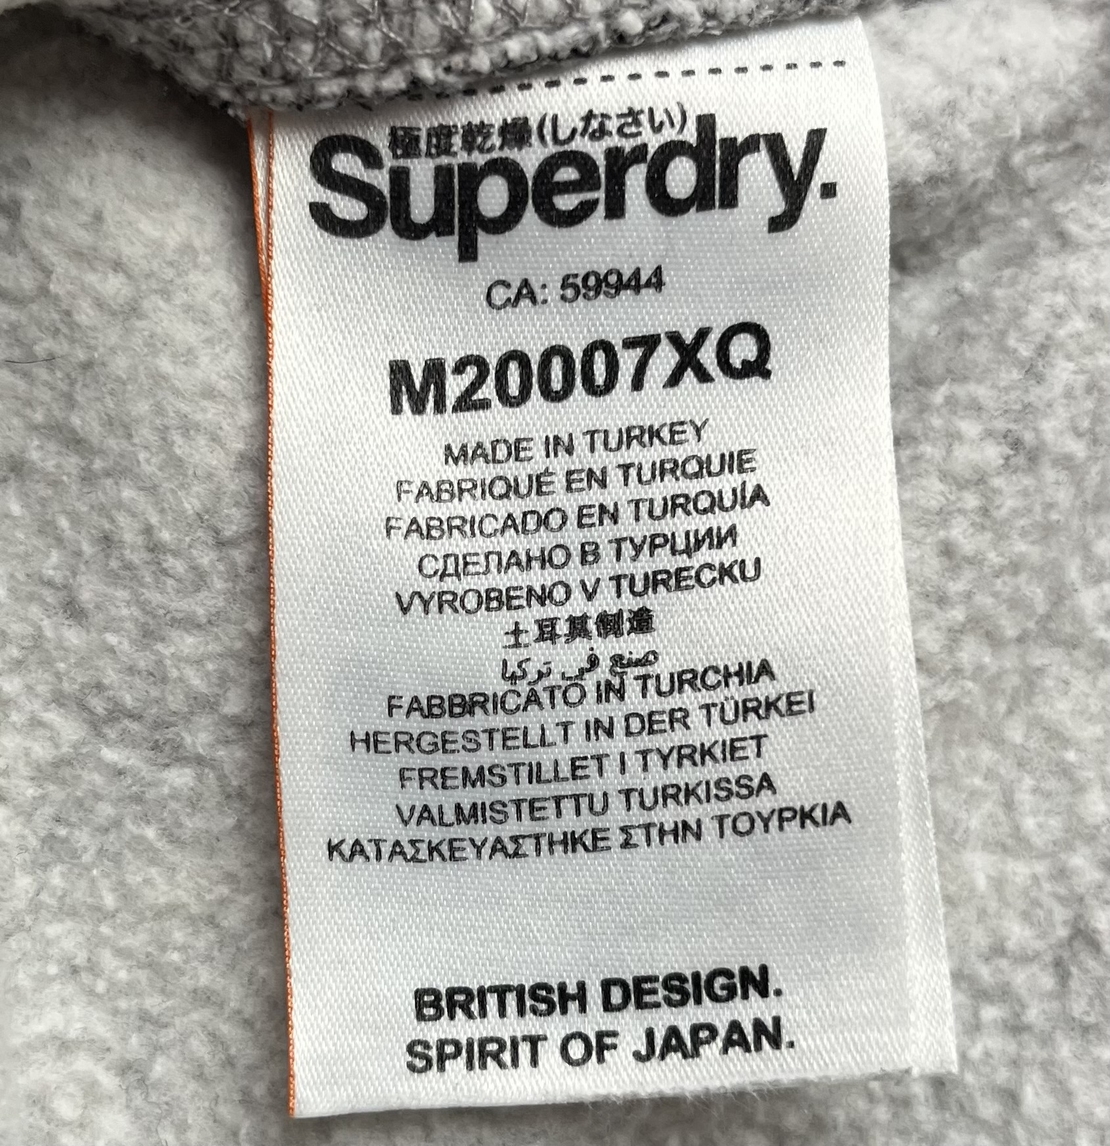 極度乾燥(しなさい)
Superdry.
CA: 59944
M20007XQ
MADE IN TURKEY
FABRIQUÉ EN TURQUIE
FABRICADO EN TURQUÍA
СДЕЛАНО В ТУРЦИИ
VYROBENO V TURECKU
土耳其制造
صنع في تركيا
FABBRICATO IN TURCHIA
HERGESTELLT IN DER TÜRKEI
FREMSTILLET I TYRKIET
VALMISTETTU TURKISSA
ΚΑΤΑΣΚΕΥΑΣΤΗΚΕ ΣΤΗΝ ΤΟΥΡΚΙΑ
BRITISH DESIGN.
SPIRIT OF JAPAN.